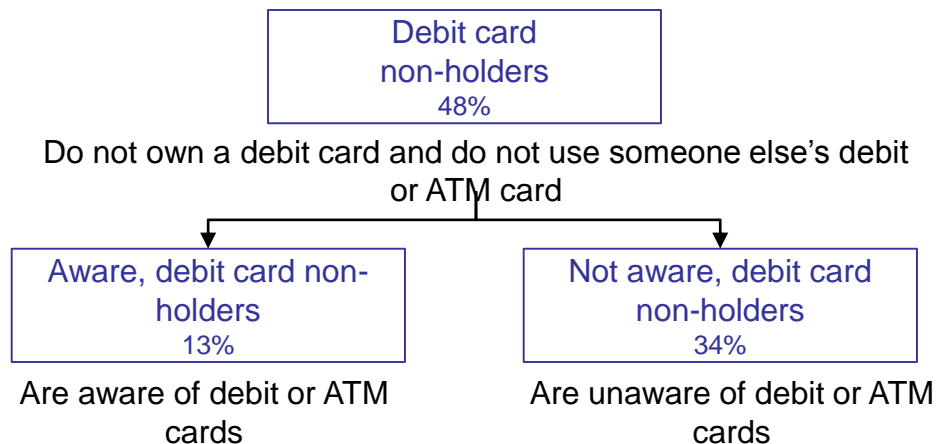 Debit card
non-holders
48%
Do not own a debit card and do not use someone else’s debit
or ATM card
Aware, debit card non-
holders
13%
Are aware of debit or ATM
cards
Not aware, debit card
non-holders
34%
Are unaware of debit or ATM
cards